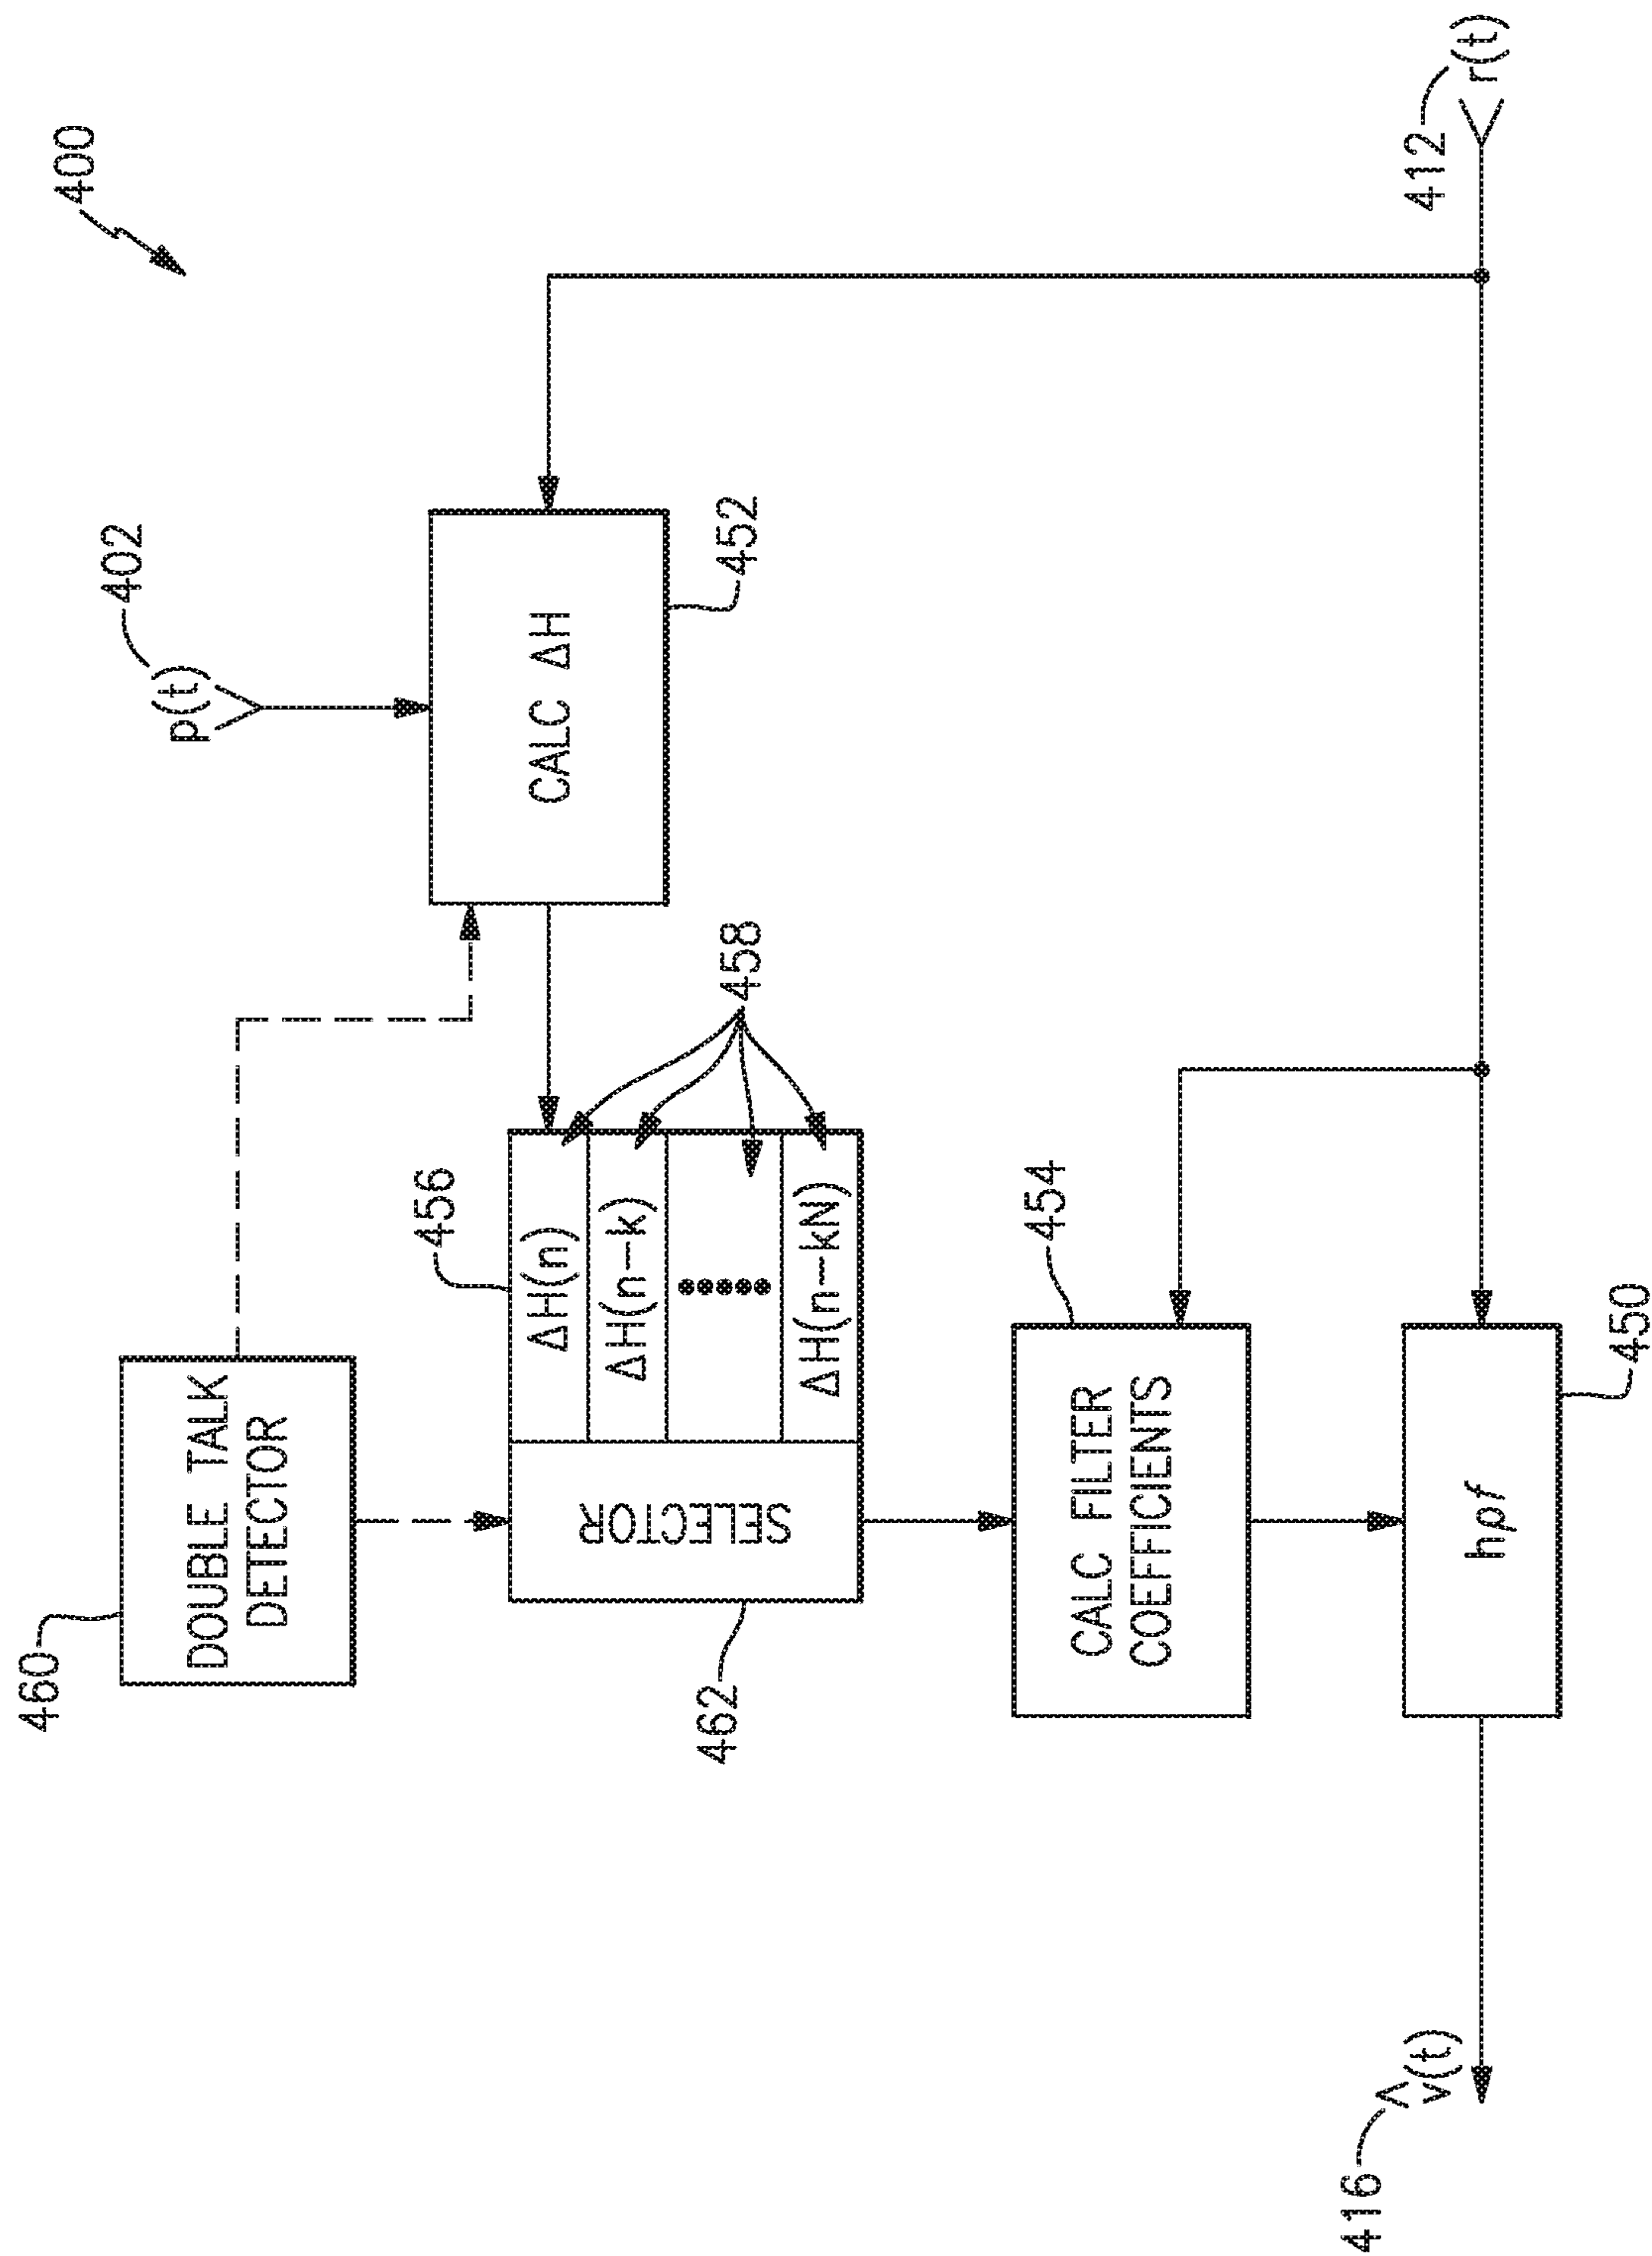 400
460
DOUBLE TALK
DETECTOR
p(t)
402
456
ΔH(n)
ΔH(n-k)
ΔH(n-kN)
SELECTOR
458
462
CALC ΔH
452
454
CALC FILTER
COEFFICIENTS
416
v̂(t)
hpf
450
412
r(t)